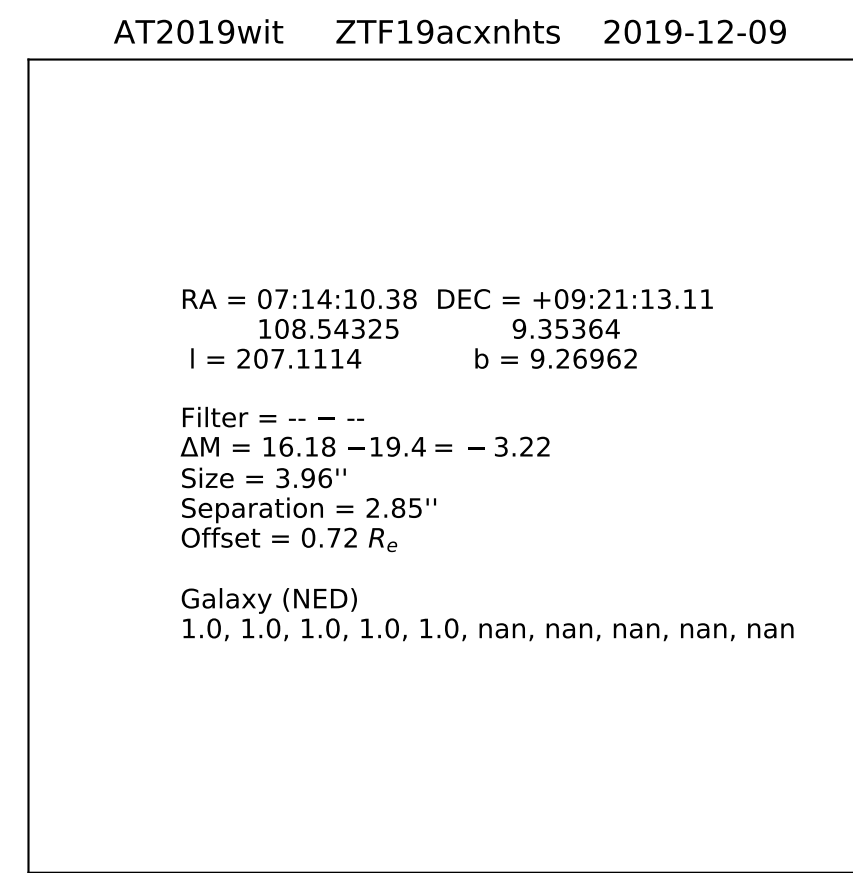 AT2019wit ZTF19acxnhts 2019-12-09
RA = 07:14:10.38 DEC = +09:21:13.11
108.54325 9.35364
l = 207.1114 b = 9.26962
Filter = -- − --
ΔM = 16.18 −19.4 = − 3.22
Size = 3.96''
Separation = 2.85''
Offset = 0.72 Rₑ
Galaxy (NED)
1.0, 1.0, 1.0, 1.0, 1.0, nan, nan, nan, nan, nan